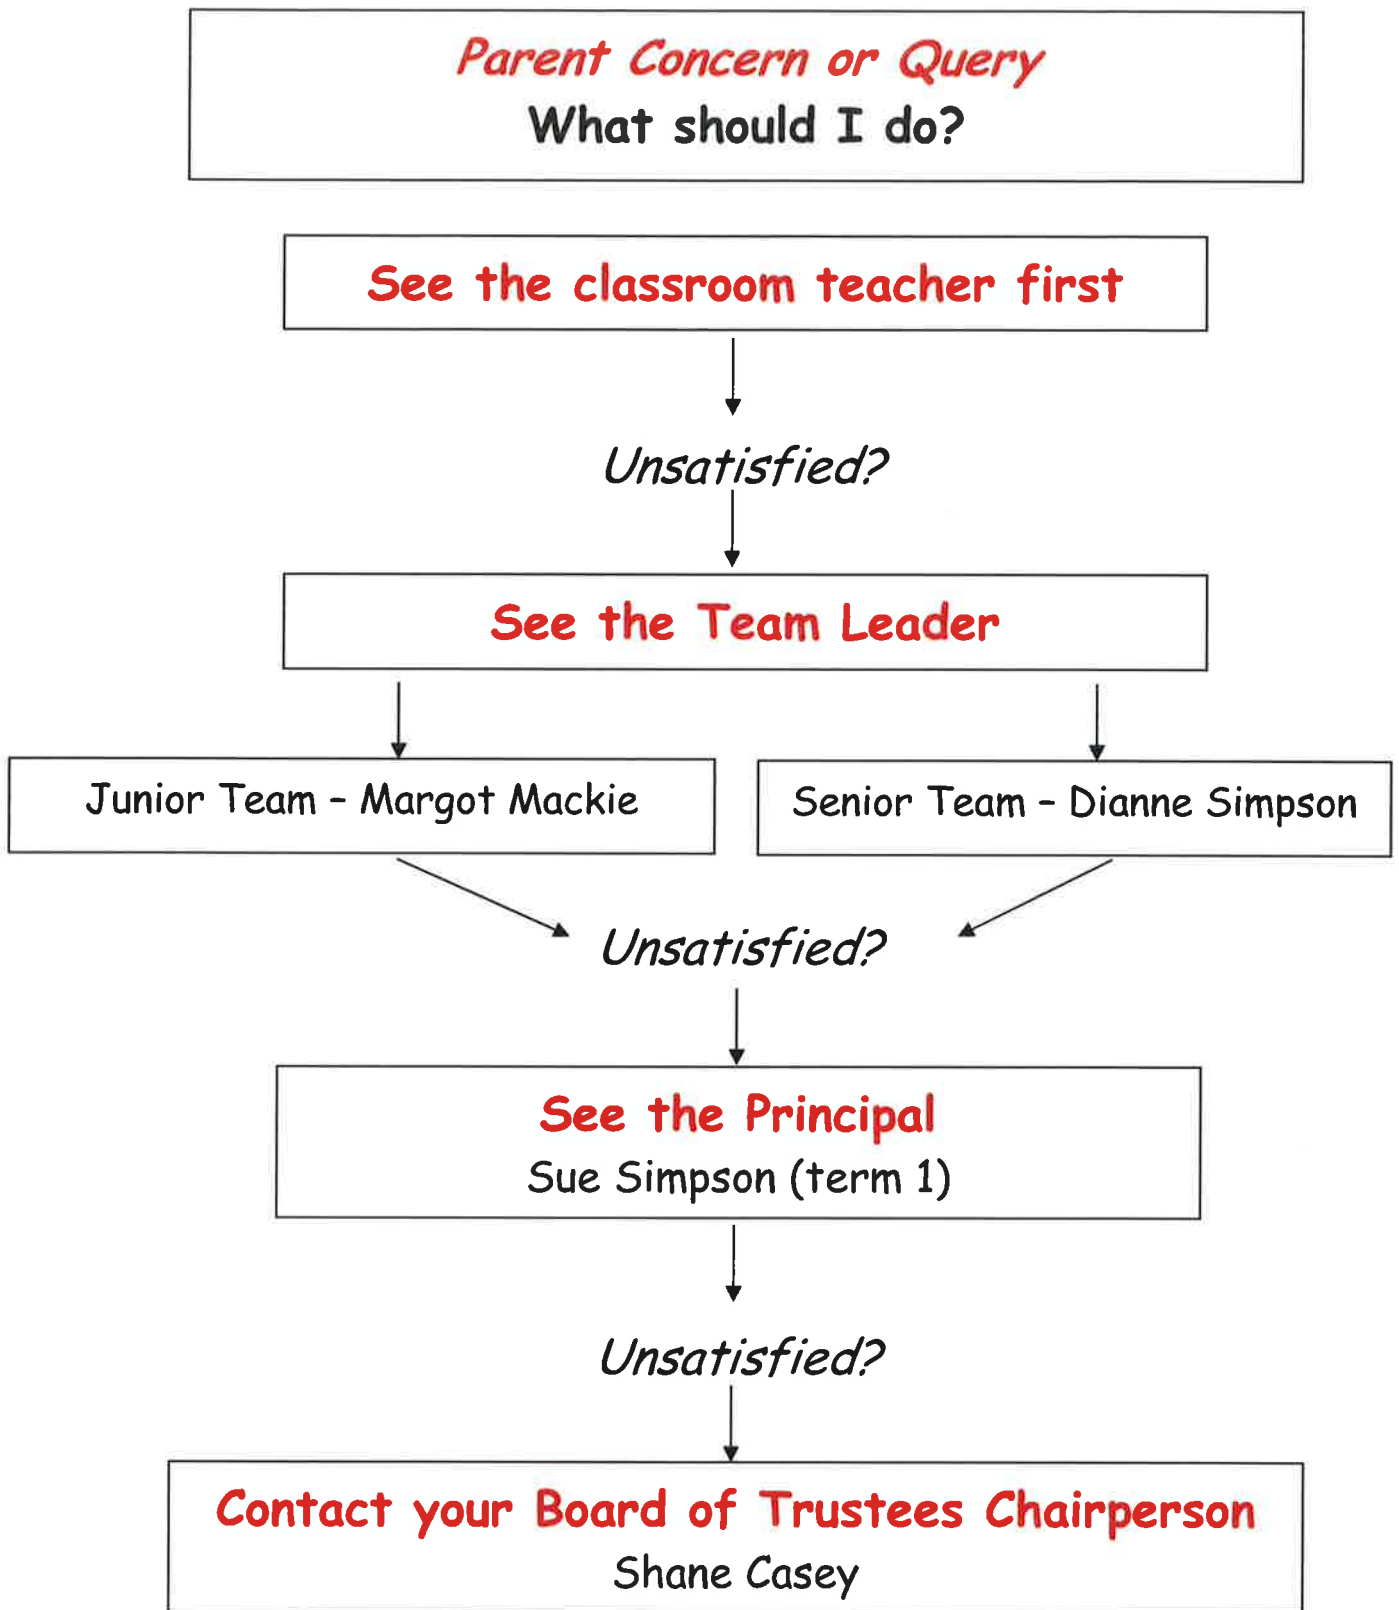 Parent Concern or Query
What should I do?
See the classroom teacher first
Unsatisfied?
See the Team Leader
Junior Team – Margot Mackie
Senior Team – Dianne Simpson
Unsatisfied?
See the Principal
Sue Simpson (term 1)
Unsatisfied?
Contact your Board of Trustees Chairperson
Shane Casey